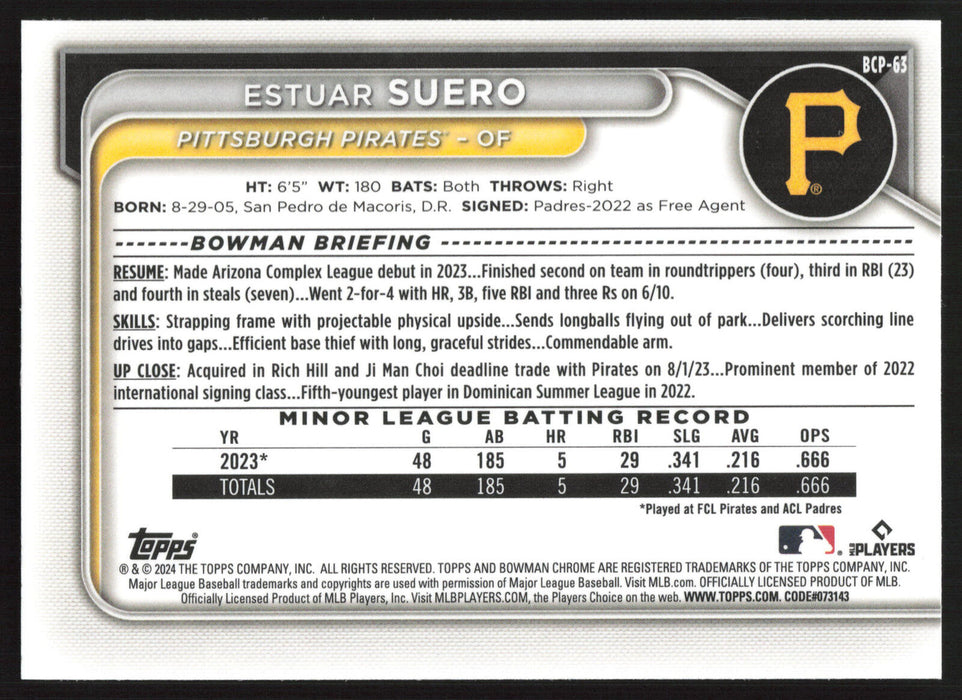 BCP-63
ESTUAR SUERO
PITTSBURGH PIRATES™ – OF
P®
HT: 6'5" WT: 180 BATS: Both THROWS: Right
BORN: 8-29-05, San Pedro de Macoris, D.R. SIGNED: Padres-2022 as Free Agent
BOWMAN BRIEFING
RESUME: Made Arizona Complex League debut in 2023...Finished second on team in roundtrippers (four), third in RBI (23)
and fourth in steals (seven)...Went 2-for-4 with HR, 3B, five RBI and three Rs on 6/10.
SKILLS: Strapping frame with projectable physical upside...Sends longballs flying out of park...Delivers scorching line
drives into gaps...Efficient base thief with long, graceful strides...Commendable arm.
UP CLOSE: Acquired in Rich Hill and Ji Man Choi deadline trade with Pirates on 8/1/23...Prominent member of 2022
international signing class...Fifth-youngest player in Dominican Summer League in 2022.
MINOR LEAGUE BATTING RECORD
YR G AB HR RBI SLG AVG OPS
2023* 48 185 5 29 .341 .216 .666
TOTALS 48 185 5 29 .341 .216 .666
*Played at FCL Pirates and ACL Padres
Topps® ® MLB PLAYERS
® & © 2024 THE TOPPS COMPANY, INC. ALL RIGHTS RESERVED. TOPPS AND BOWMAN CHROME ARE REGISTERED TRADEMARKS OF THE TOPPS COMPANY, INC.
Major League Baseball trademarks and copyrights are used with permission of Major League Baseball. Visit MLB.com. OFFICIALLY LICENSED PRODUCT OF MLB.
Officially Licensed Product of MLB Players, Inc. Visit MLBPLAYERS.COM, the Players Choice on the web. WWW.TOPPS.COM. CODE#073143